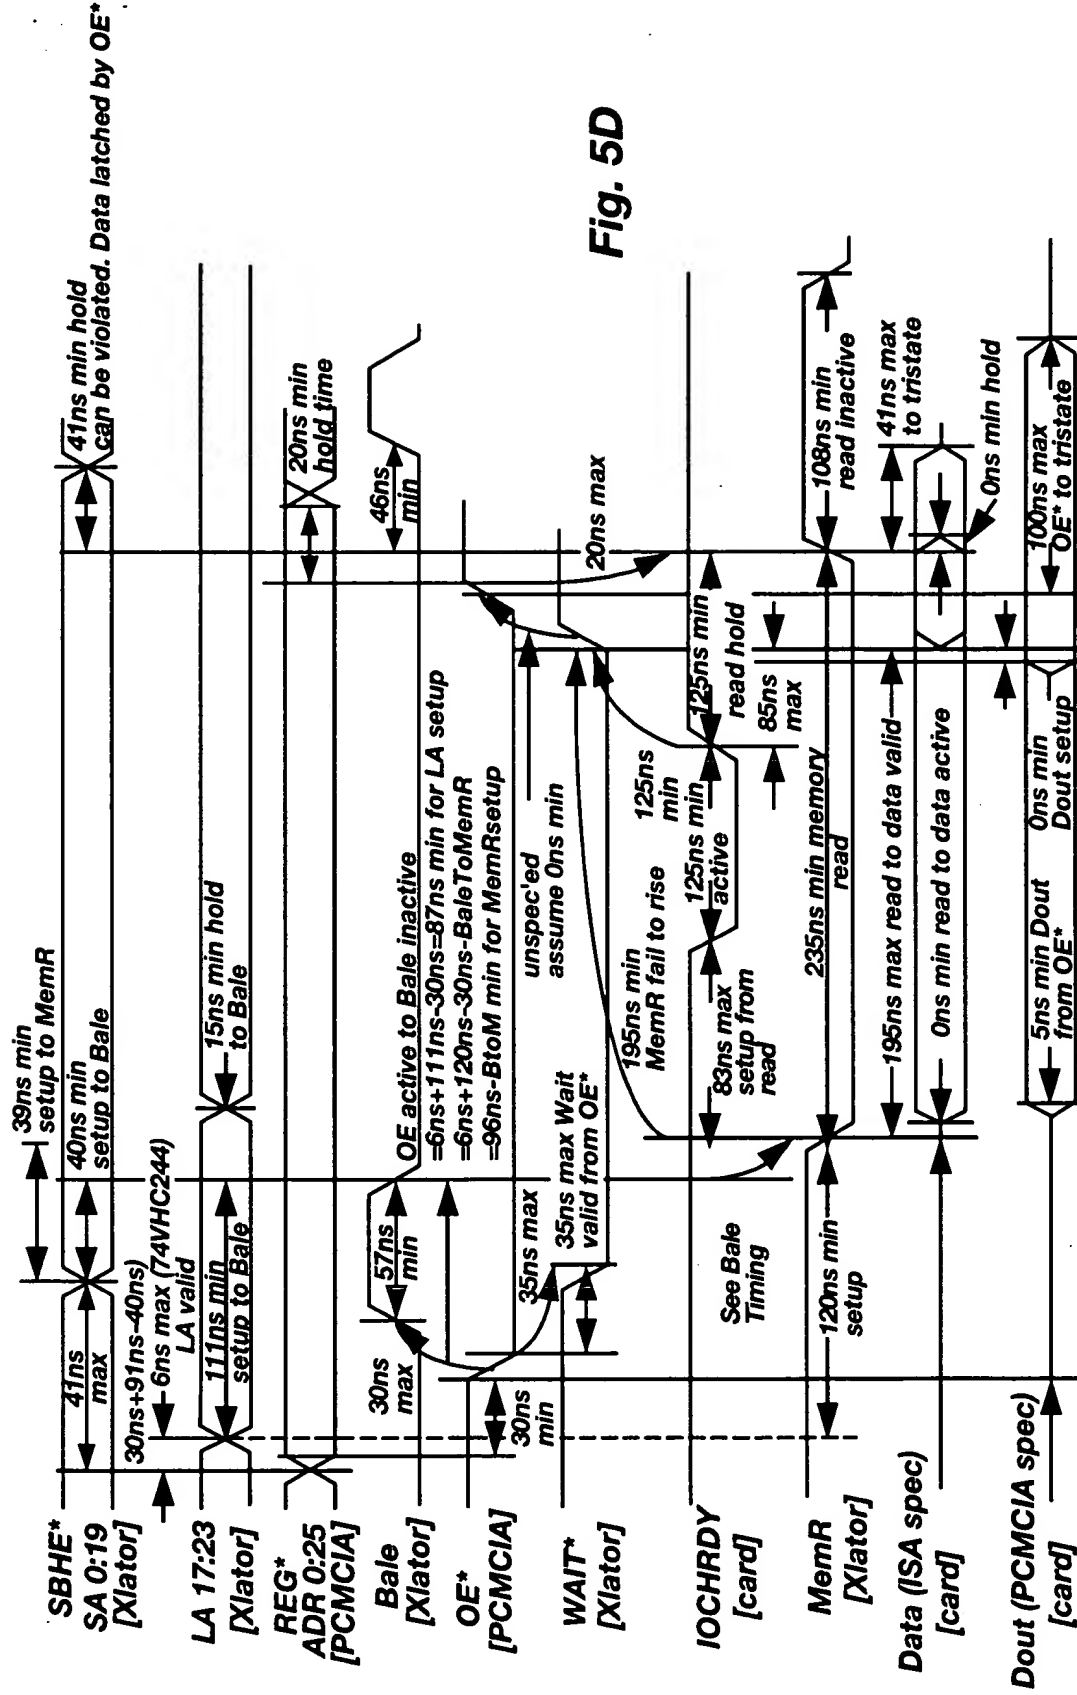 39ns min
setup to MemR
SBHE*
SA 0:19
[Xlator]
41ns
max
40ns min
setup to Bale
41ns min hold
can be violated. Data latched by OE*
30ns+91ns-40ns)
6ns max (74VHC244)
LA valid
LA 17:23
[Xlator]
111ns min
setup to Bale
15ns min hold
to Bale
REG*
ADR 0:25
[PCMCIA]
20ns min
hold time
Bale
[Xlator]
30ns
max
57ns
min
46ns
min
OE active to Bale inactive
=6ns+111ns-30ns=87ns min for LA setup
=6ns+120ns-30ns-BaleToMemR
=96ns-BtoM min for MemRsetup
OE*
[PCMCIA]
30ns
min
35ns max
unspec'ed
assume 0ns min
WAIT*
[Xlator]
35ns max Wait
valid from OE*
195ns min
MemR fail to rise
125ns
min
20ns max
Fig. 5D
IOCHRDY
[card]
See Bale
Timing
83ns max
setup from
read
125ns min
active
125ns min
read hold
85ns
max
MemR
[Xlator]
120ns min
setup
235ns min memory
read
108ns min
read inactive
Data (ISA spec)
[card]
195ns max read to data valid
0ns min read to data active
41ns max
to tristate
0ns min hold
Dout (PCMCIA spec)
[card]
5ns min Dout
from OE*
0ns min
Dout setup
100ns max
OE* to tristate